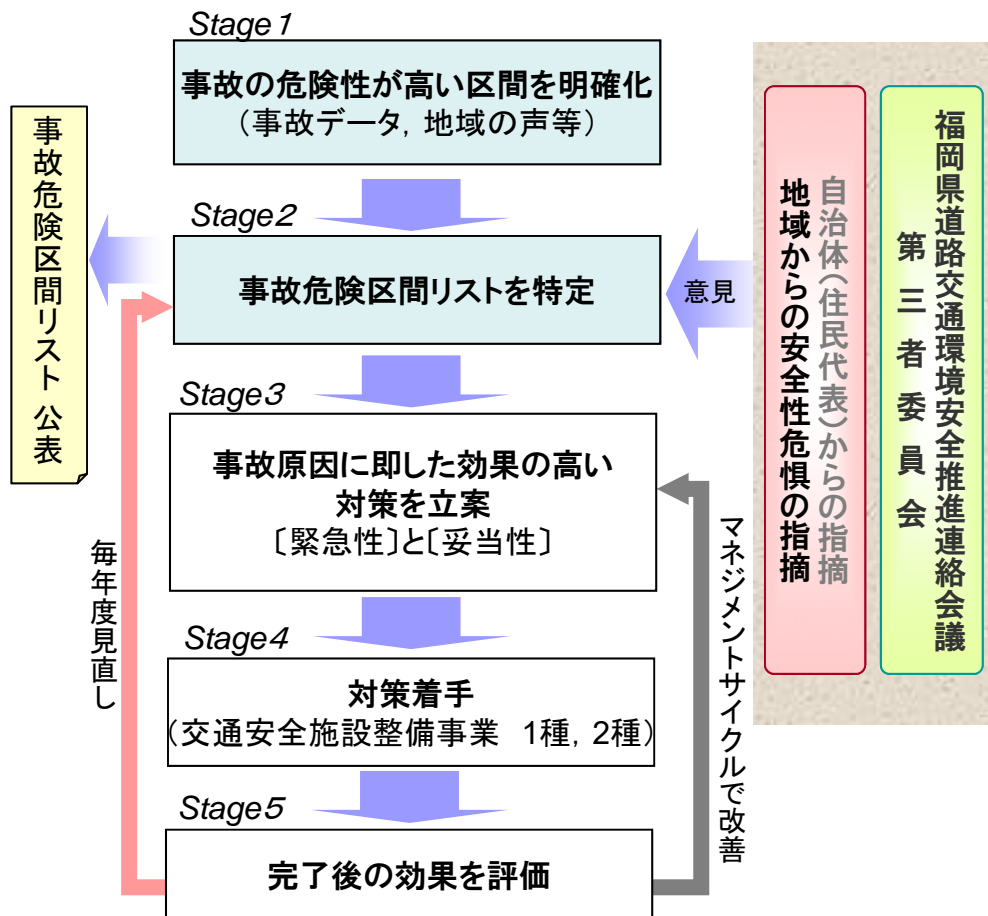 Stage1
事故の危険性が高い区間を明確化
（事故データ，地域の声等）
Stage2
事故危険区間リストを特定
事故危険区間リスト 公表
意見
地域からの安全性危惧の指摘
自治体（住民代表）からの指摘
第三者委員会
福岡県道路交通環境安全推進連絡会議
Stage3
事故原因に即した効果の高い
対策を立案
〔緊急性〕と〔妥当性〕
Stage4
対策着手
（交通安全施設整備事業　1種，2種）
Stage5
完了後の効果を評価
毎年度見直し
マネジメントサイクルで改善